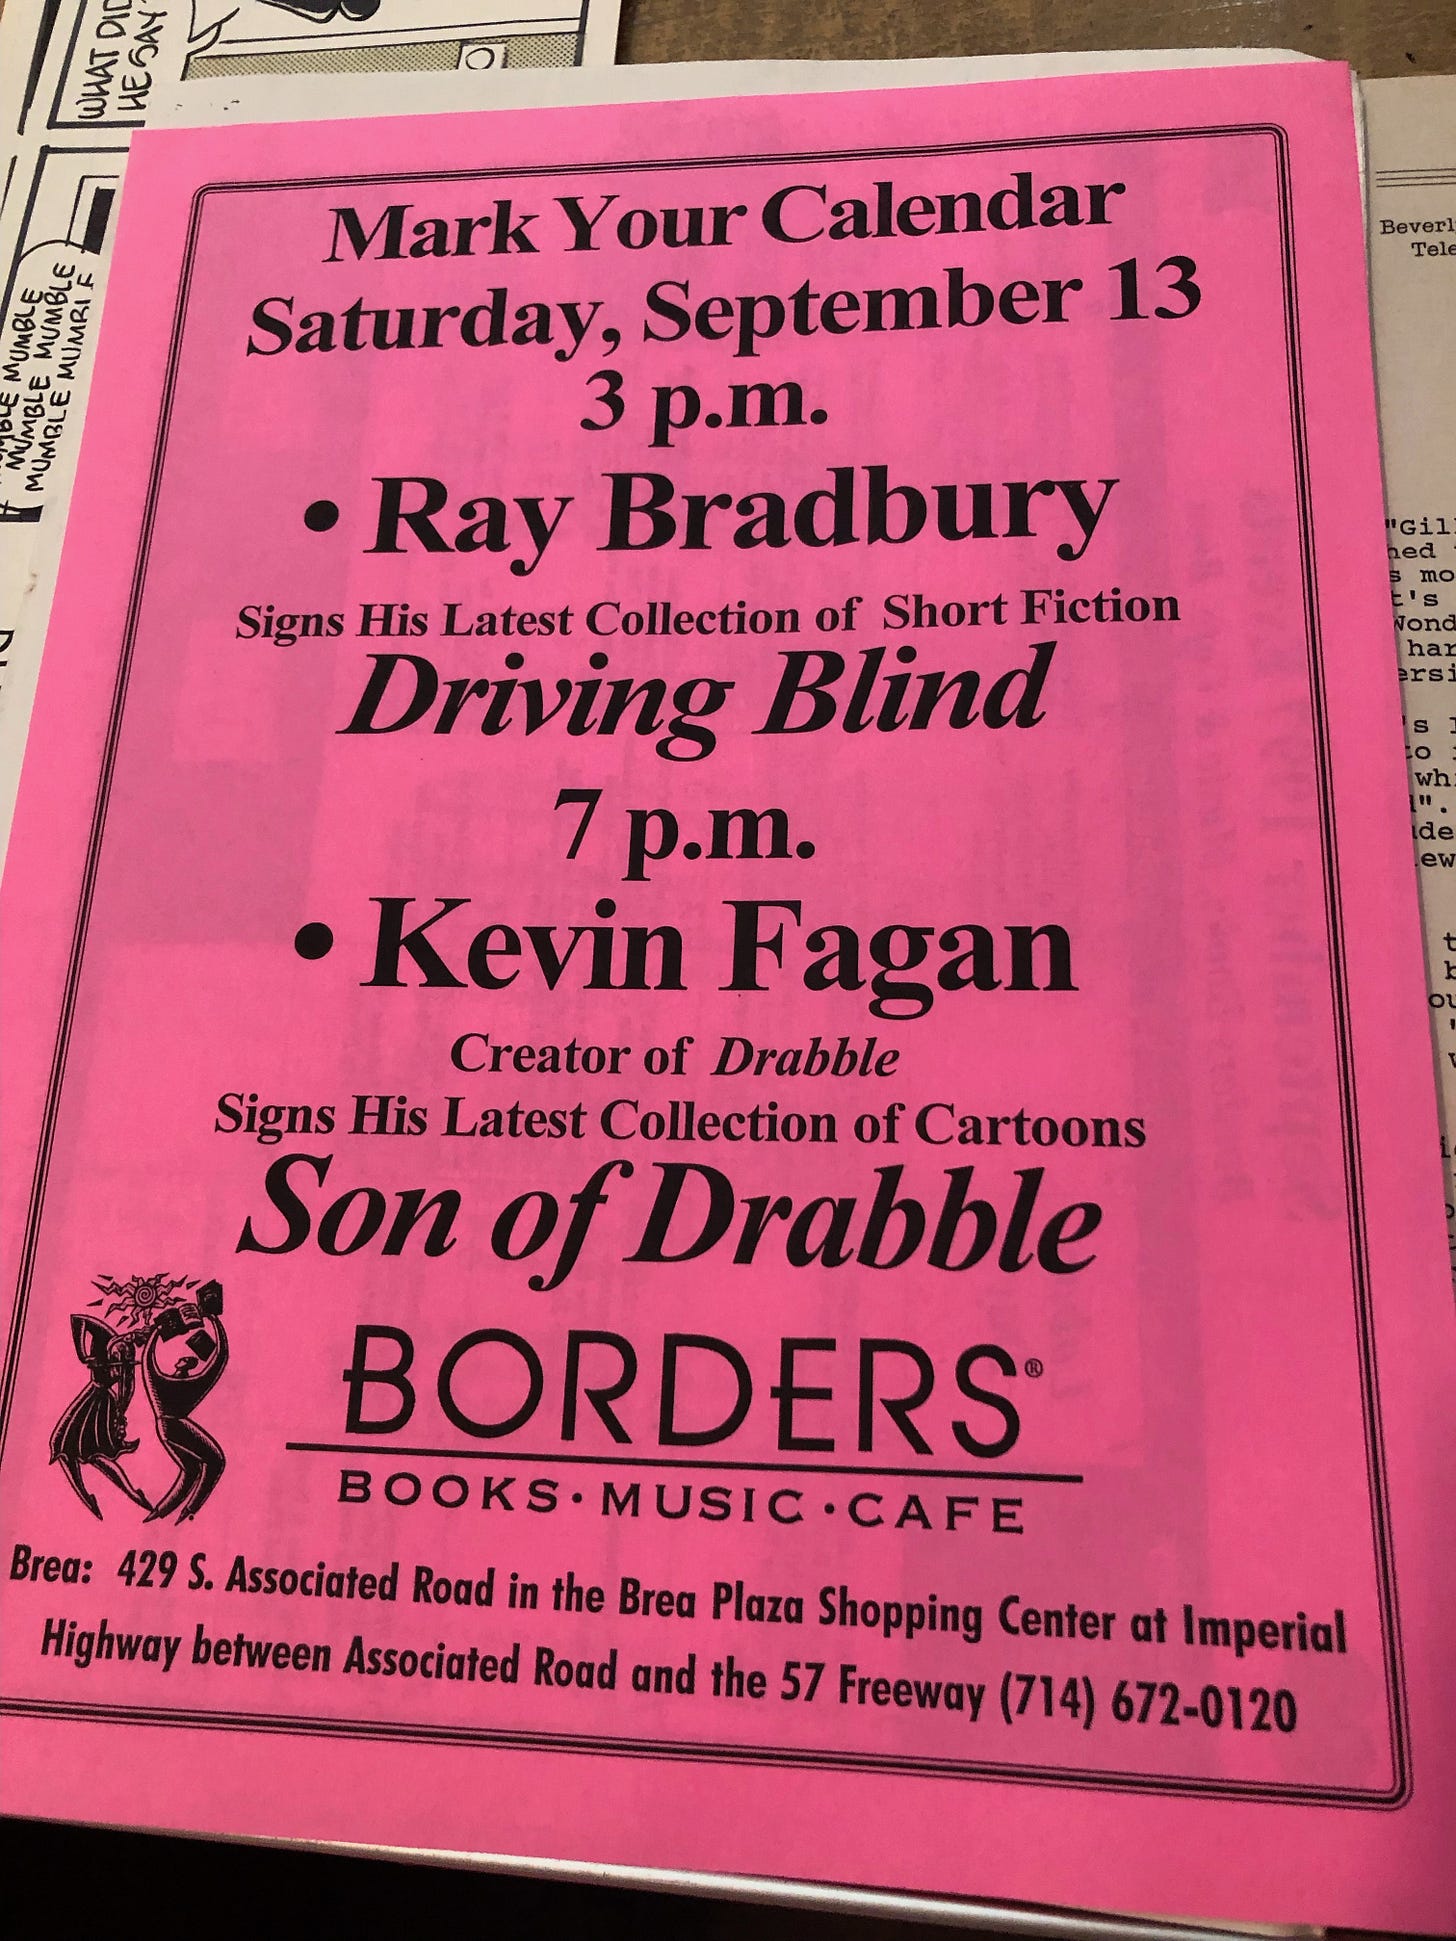 WHAT DID
HE SAY?
MUMBLE
MUMBLE MUMBLE
MUMBLE MUMBLE
Mark Your Calendar
Saturday, September 13
3 p.m.
• Ray Bradbury
Signs His Latest Collection of Short Fiction
Driving Blind
7 p.m.
• Kevin Fagan
Creator of Drabble
Signs His Latest Collection of Cartoons
Son of Drabble
BORDERS®
BOOKS·MUSIC·CAFE
Brea: 429 S. Associated Road in the Brea Plaza Shopping Center at Imperial
Highway between Associated Road and the 57 Freeway (714) 672-0120